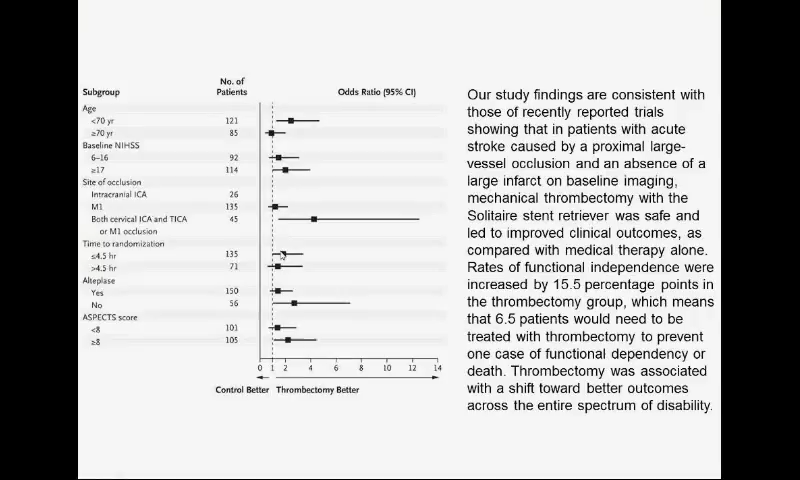 No. of
Subgroup Patients Odds Ratio (95% CI)
Age
<70 yr 121
≥70 yr 85
Baseline NIHSS
6–16 92
≥17 114
Site of occlusion
Intracranial ICA 26
M1 135
Both cervical ICA and TICA 45
or M1 occlusion
Time to randomization
≤4.5 hr 135
>4.5 hr 71
Alteplase
Yes 150
No 56
ASPECTS score
<8 101
≥8 105
0 1 2 4 6 8 10 12 14
Control Better Thrombectomy Better
Our study findings are consistent with
those of recently reported trials
showing that in patients with acute
stroke caused by a proximal large-
vessel occlusion and an absence of a
large infarct on baseline imaging,
mechanical thrombectomy with the
Solitaire stent retriever was safe and
led to improved clinical outcomes, as
compared with medical therapy alone.
Rates of functional independence were
increased by 15.5 percentage points in
the thrombectomy group, which means
that 6.5 patients would need to be
treated with thrombectomy to prevent
one case of functional dependency or
death. Thrombectomy was associated
with a shift toward better outcomes
across the entire spectrum of disability.